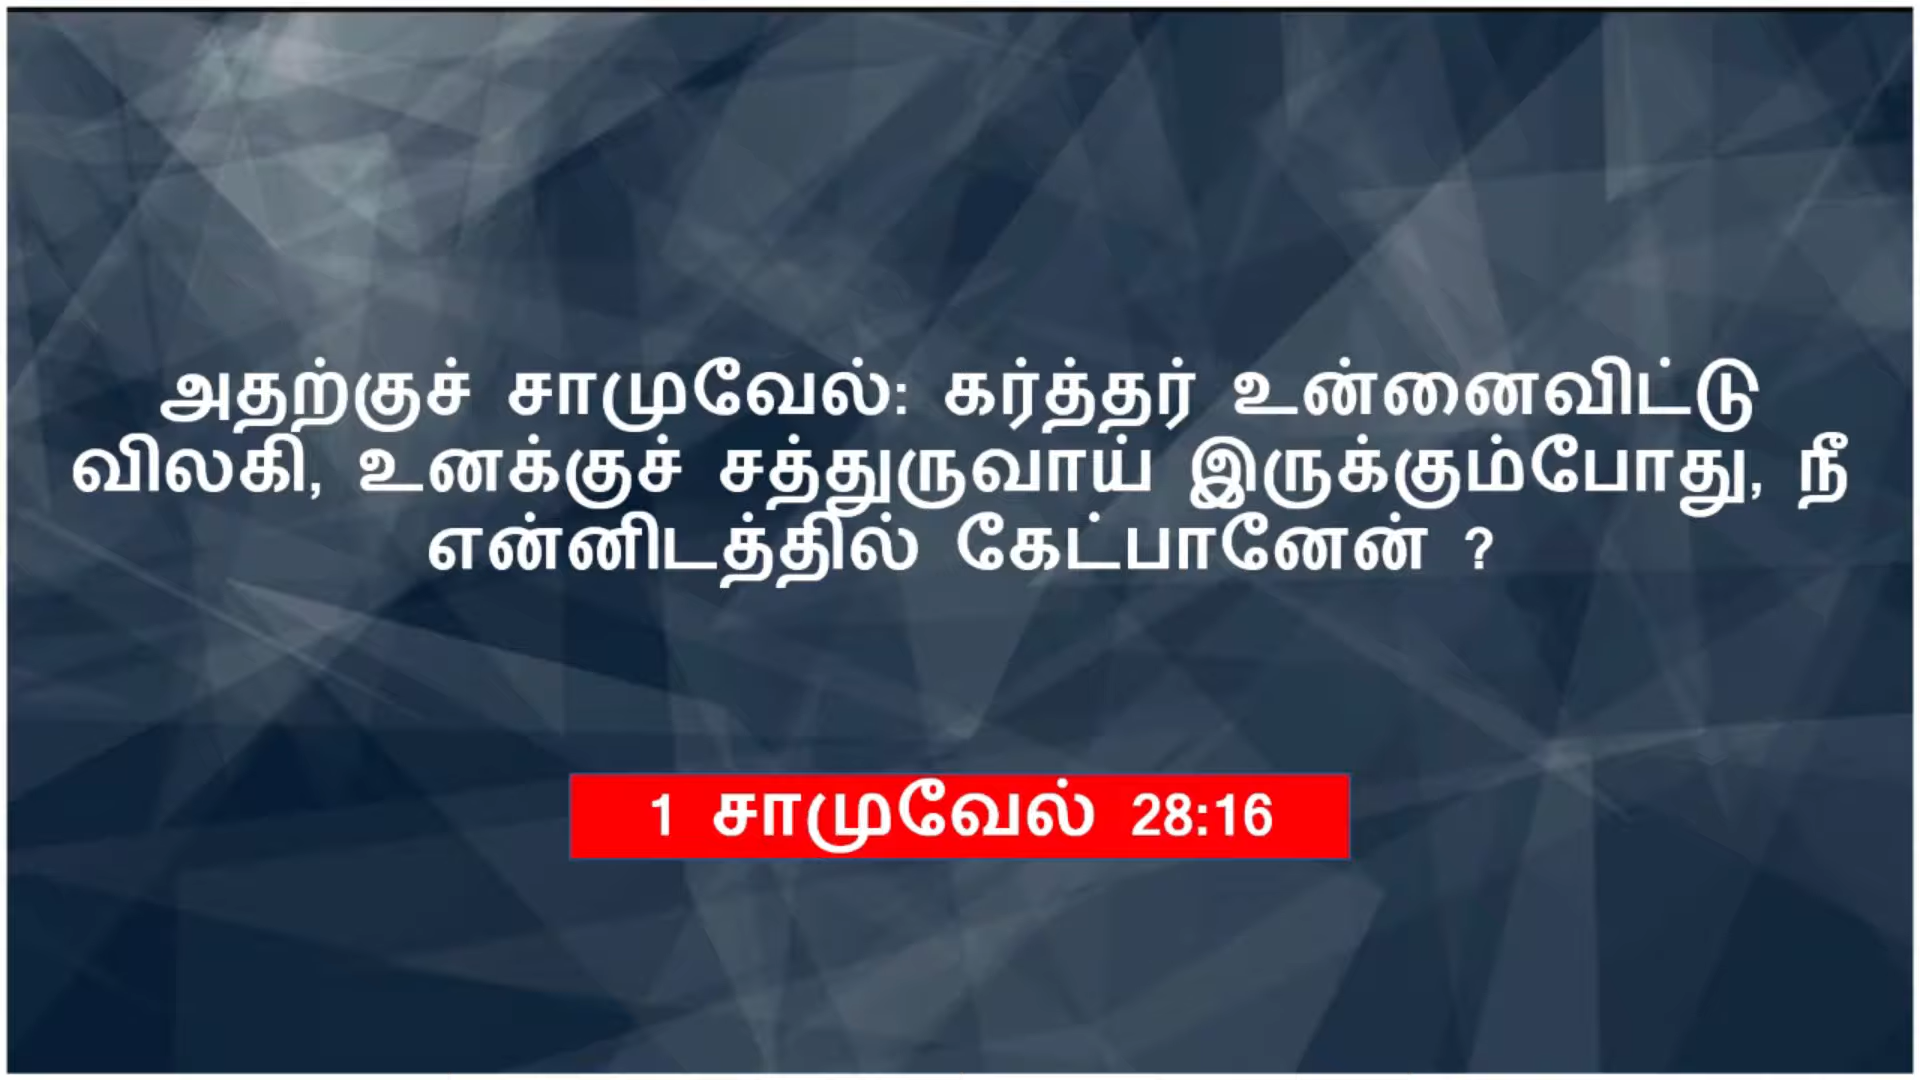 அதற்குச் சாமுவேல்: கர்த்தர் உன்னைவிட்டு
விலகி, உனக்குச் சத்துருவாய் இருக்கும்போது, நீ
என்னிடத்தில் கேட்பானேன் ?
1 சாமுவேல் 28:16